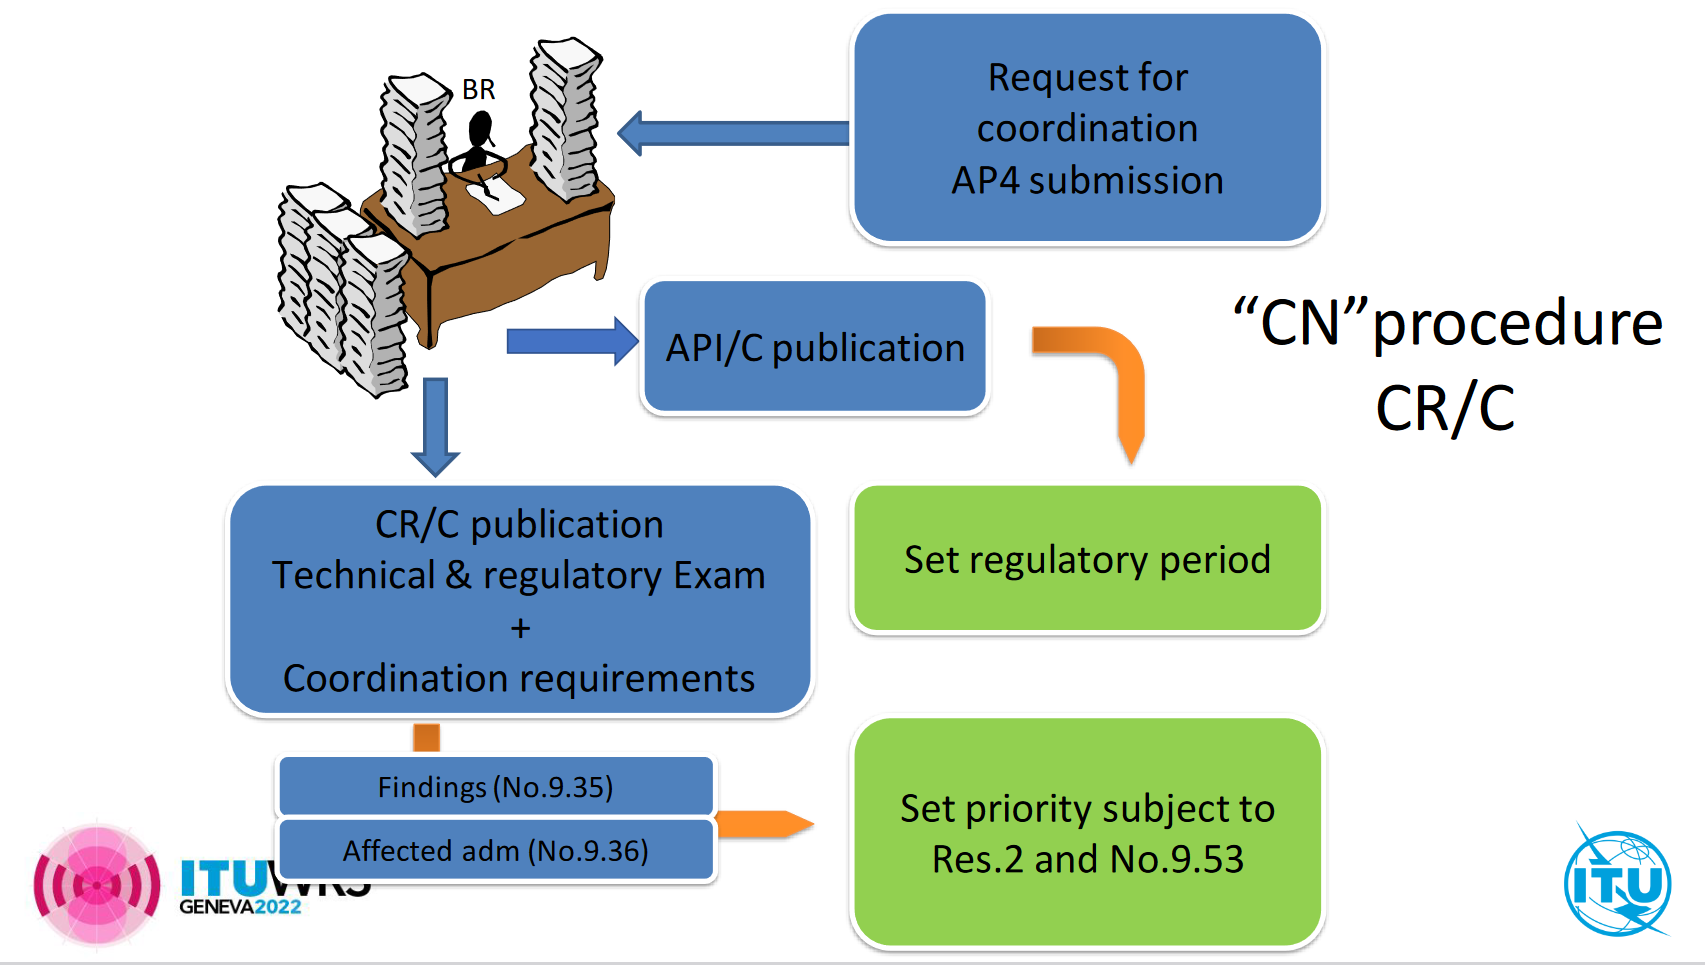 BR
Request for
coordination
AP4 submission
API/C publication
“CN”procedure
CR/C
CR/C publication
Technical & regulatory Exam
+
Coordination requirements
Set regulatory period
Findings (No.9.35)
Affected adm (No.9.36)
Set priority subject to
Res.2 and No.9.53
ITUWRS
GENEVA2022
ITU